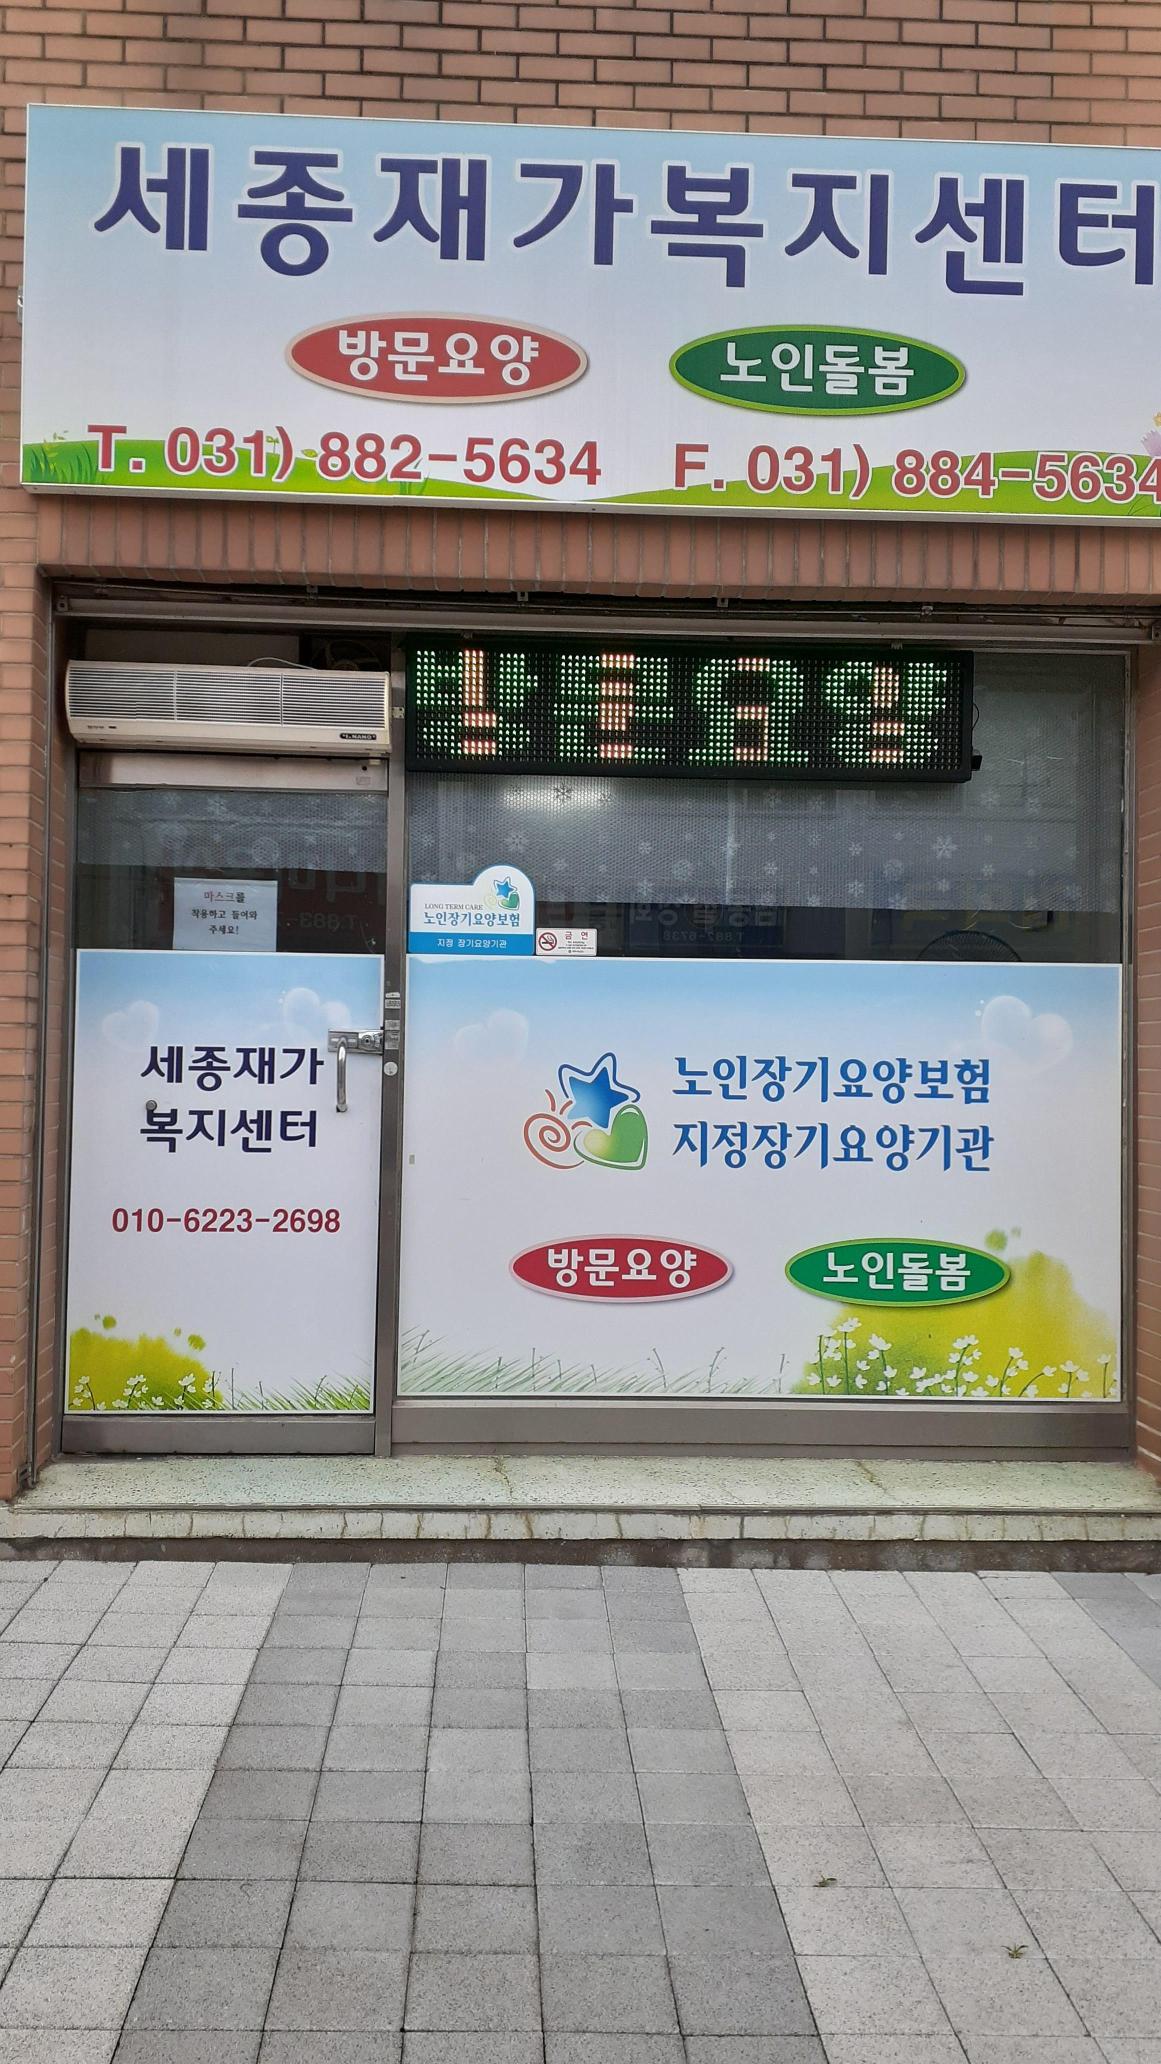 세종재가복지센터
방문요양 노인돌봄
T. 031) 882-5634 F. 031) 884-5634
방문요양
마스크를
착용하고 들어와
주세요!
LONG TERM CARE
노인장기요양보험
지정 장기요양기관
금연
세종재가
복지센터
010-6223-2698
노인장기요양보험
지정장기요양기관
방문요양 노인돌봄